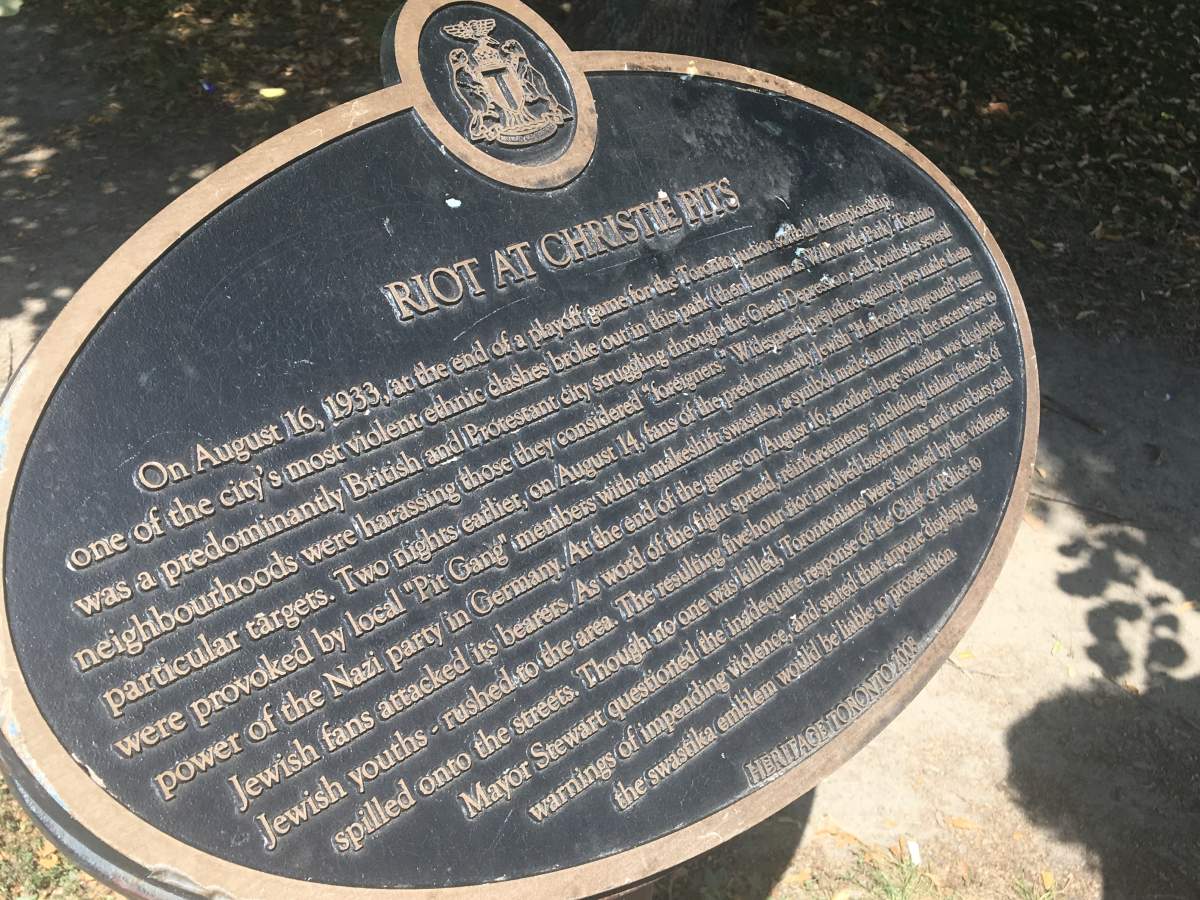 RIOT AT CHRISTIE PITS
On August 16, 1933, at the end of a playoff game for the Toronto junior softball championship,
one of the city's most violent ethnic clashes broke out in this park (then known as Willowvale Park). Toronto
was a predominantly British and Protestant city struggling through the Great Depression, and youths in several
neighbourhoods were harassing those they considered "foreigners." Widespread prejudice against Jews made them
particular targets. Two nights earlier, on August 14, fans of the predominantly Jewish "Harbord Playground" team
were provoked by local "Pit Gang" members with a makeshift swastika, a symbol made familiar by the recent rise to
power of the Nazi party in Germany. At the end of the game on August 16, another large swastika was displayed.
Jewish fans attacked its bearers. As word of the fight spread, reinforcements - including Italian friends of
Jewish youths - rushed to the area. The resulting five-hour riot involved baseball bats and iron bars and
spilled onto the streets. Though no one was killed, Torontonians were shocked by the violence.
Mayor Stewart questioned the inadequate response of the Chief of Police to
warnings of impending violence, and stated that anyone displaying
the swastika emblem would be liable to prosecution.
HERITAGE TORONTO